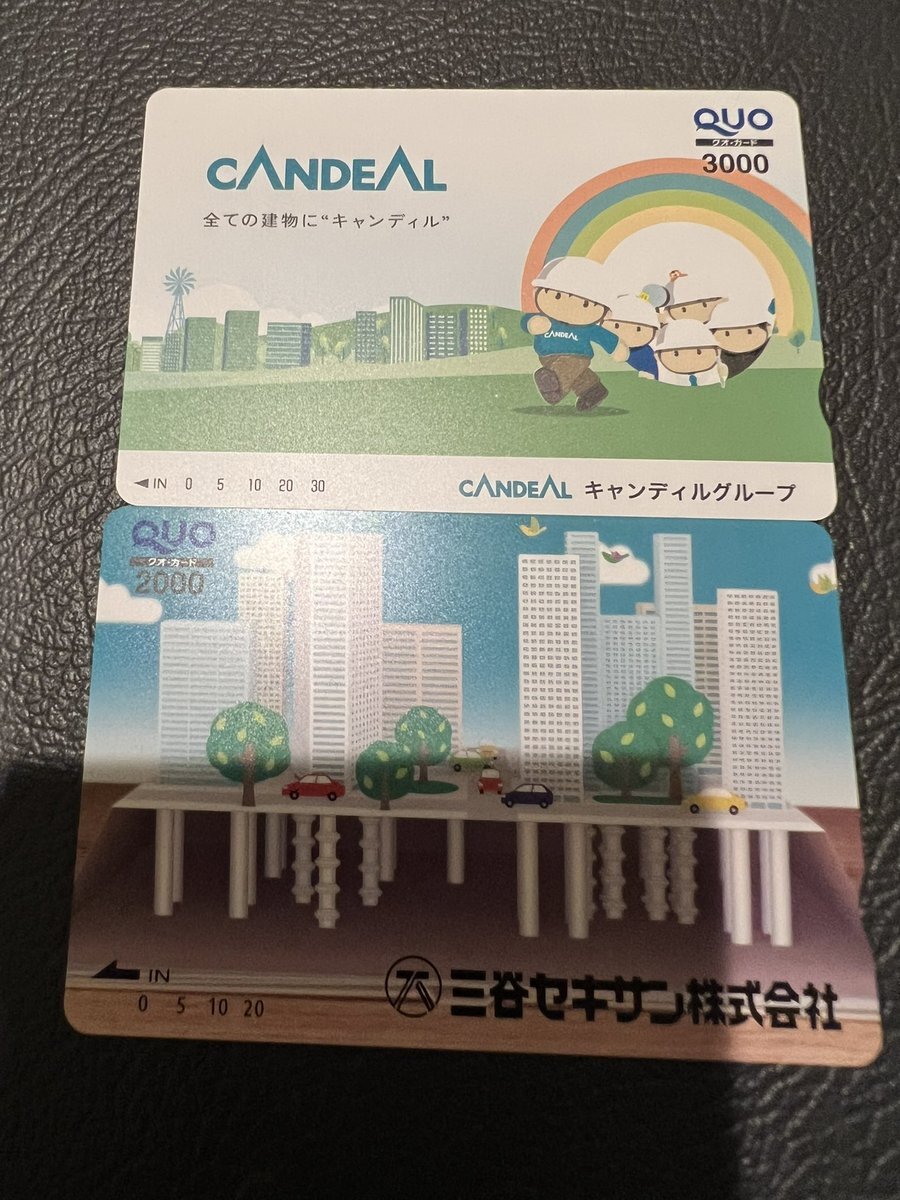 CANDEAL
全ての建物に“キャンディル”
QUO
クオ・カード
3000
CANDEAL
◀IN 0 5 10 20 30
CANDEAL キャンディルグループ
QUO
クオ・カード
2000
IN
0 5 10 20
三谷セキサン株式会社